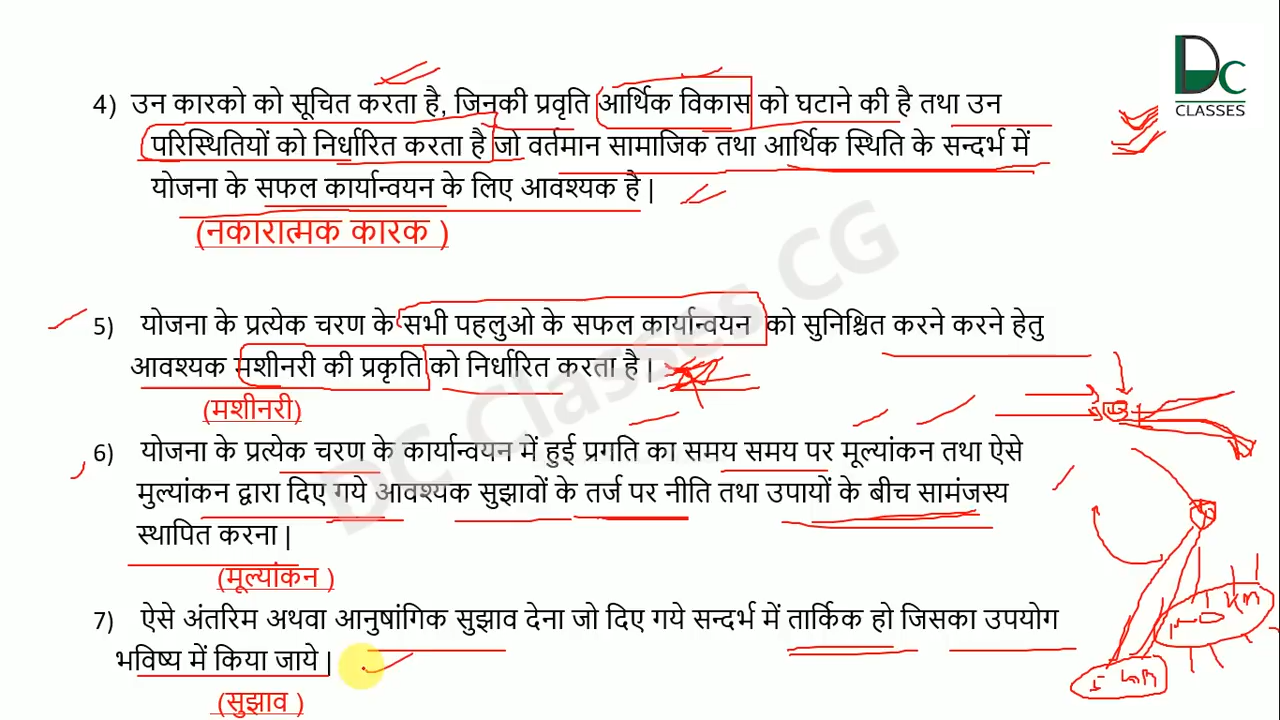 DC
CLASSES
4) उन कारको को सूचित करता है, जिनकी प्रवृति आर्थिक विकास को घटाने की है तथा उन
परिस्थितियों को निर्धारित करता है जो वर्तमान सामाजिक तथा आर्थिक स्थिति के सन्दर्भ में
योजना के सफल कार्यान्वयन के लिए आवश्यक है |
(नकारात्मक कारक )
5) योजना के प्रत्येक चरण के सभी पहलुओ के सफल कार्यान्वयन को सुनिश्चित करने करने हेतु
आवश्यक मशीनरी की प्रकृति को निर्धारित करता है |
(मशीनरी)
6) योजना के प्रत्येक चरण के कार्यान्वयन में हुई प्रगति का समय समय पर मूल्यांकन तथा ऐसे
मुल्यांकन द्वारा दिए गये आवश्यक सुझावों के तर्ज पर नीति तथा उपायों के बीच सामंजस्य
स्थापित करना |
(मूल्यांकन )
7) ऐसे अंतरिम अथवा आनुषांगिक सुझाव देना जो दिए गये सन्दर्भ में तार्किक हो जिसका उपयोग
भविष्य में किया जाये |
(सुझाव )
DC Classes CG